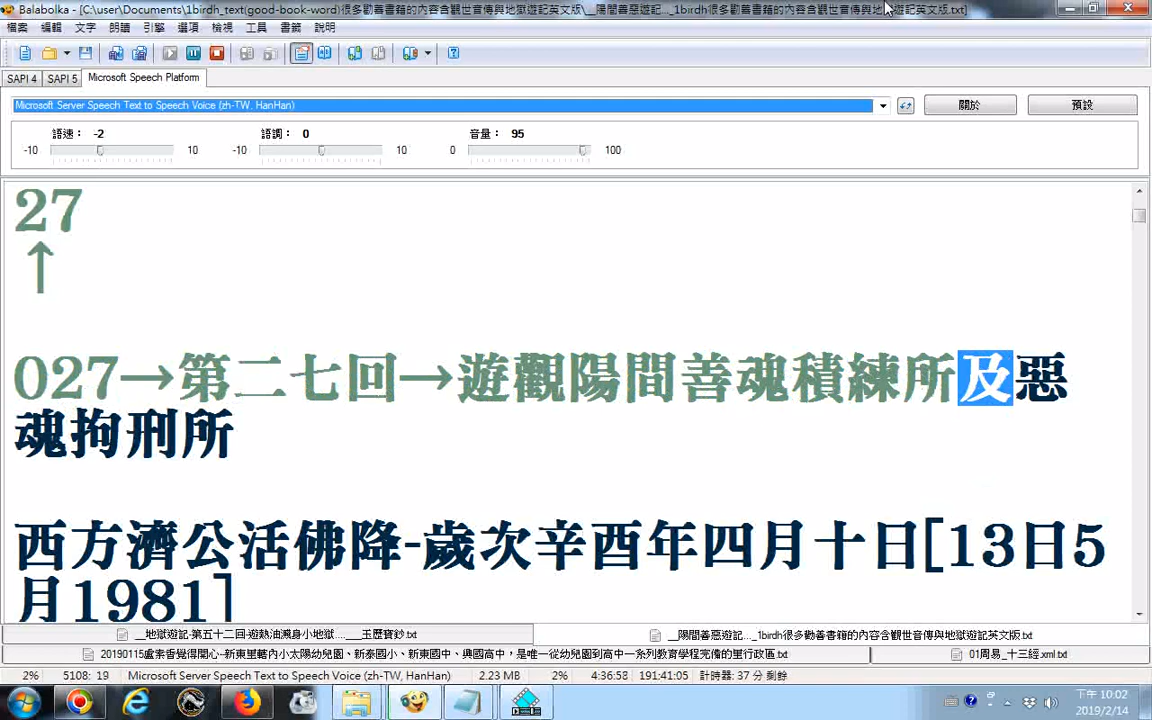 Balabolka - [C:\user\Documents\1birdh_text(good-book-word)很多勸善書籍的內容含觀世音傳與地獄遊記英文版\__陽間善惡遊記..._1birdh很多勸善書籍的內容含觀世音傳與地獄遊記英文版.txt]
檔案 編輯 文字 朗讀 引擎 選項 檢視 工具 書籤 說明
SAPI 4 SAPI 5 Microsoft Speech Platform
Microsoft Server Speech Text to Speech Voice (zh-TW, HanHan) 關於 預設
語速： -2 語調： 0 音量： 95
-10 10 -10 10 0 100
27
↑
027→第二七回→遊觀陽間善魂積練所及惡
魂拘刑所
西方濟公活佛降-歲次辛酉年四月十日[13日5
月1981]
__地獄遊記-第五十二回-遊熱油濺身小地獄....___玉歷寶鈔.txt __陽間善惡遊記..._1birdh很多勸善書籍的內容含觀世音傳與地獄遊記英文版.txt
20190115盧素香覺得開心--新東里轄內小太陽幼兒園、新泰國小、新東國中、興國高中，是唯一從幼兒園到高中一系列教育學程完備的里行政區.txt 01周易_十三經.xml.txt
2% 5108: 19 Microsoft Server Speech Text to Speech Voice (zh-TW, HanHan) 2.23 MB 2% 4:36:58 191:41:05 計時器: 37 分 剩餘
下午 10:02
2019/2/14